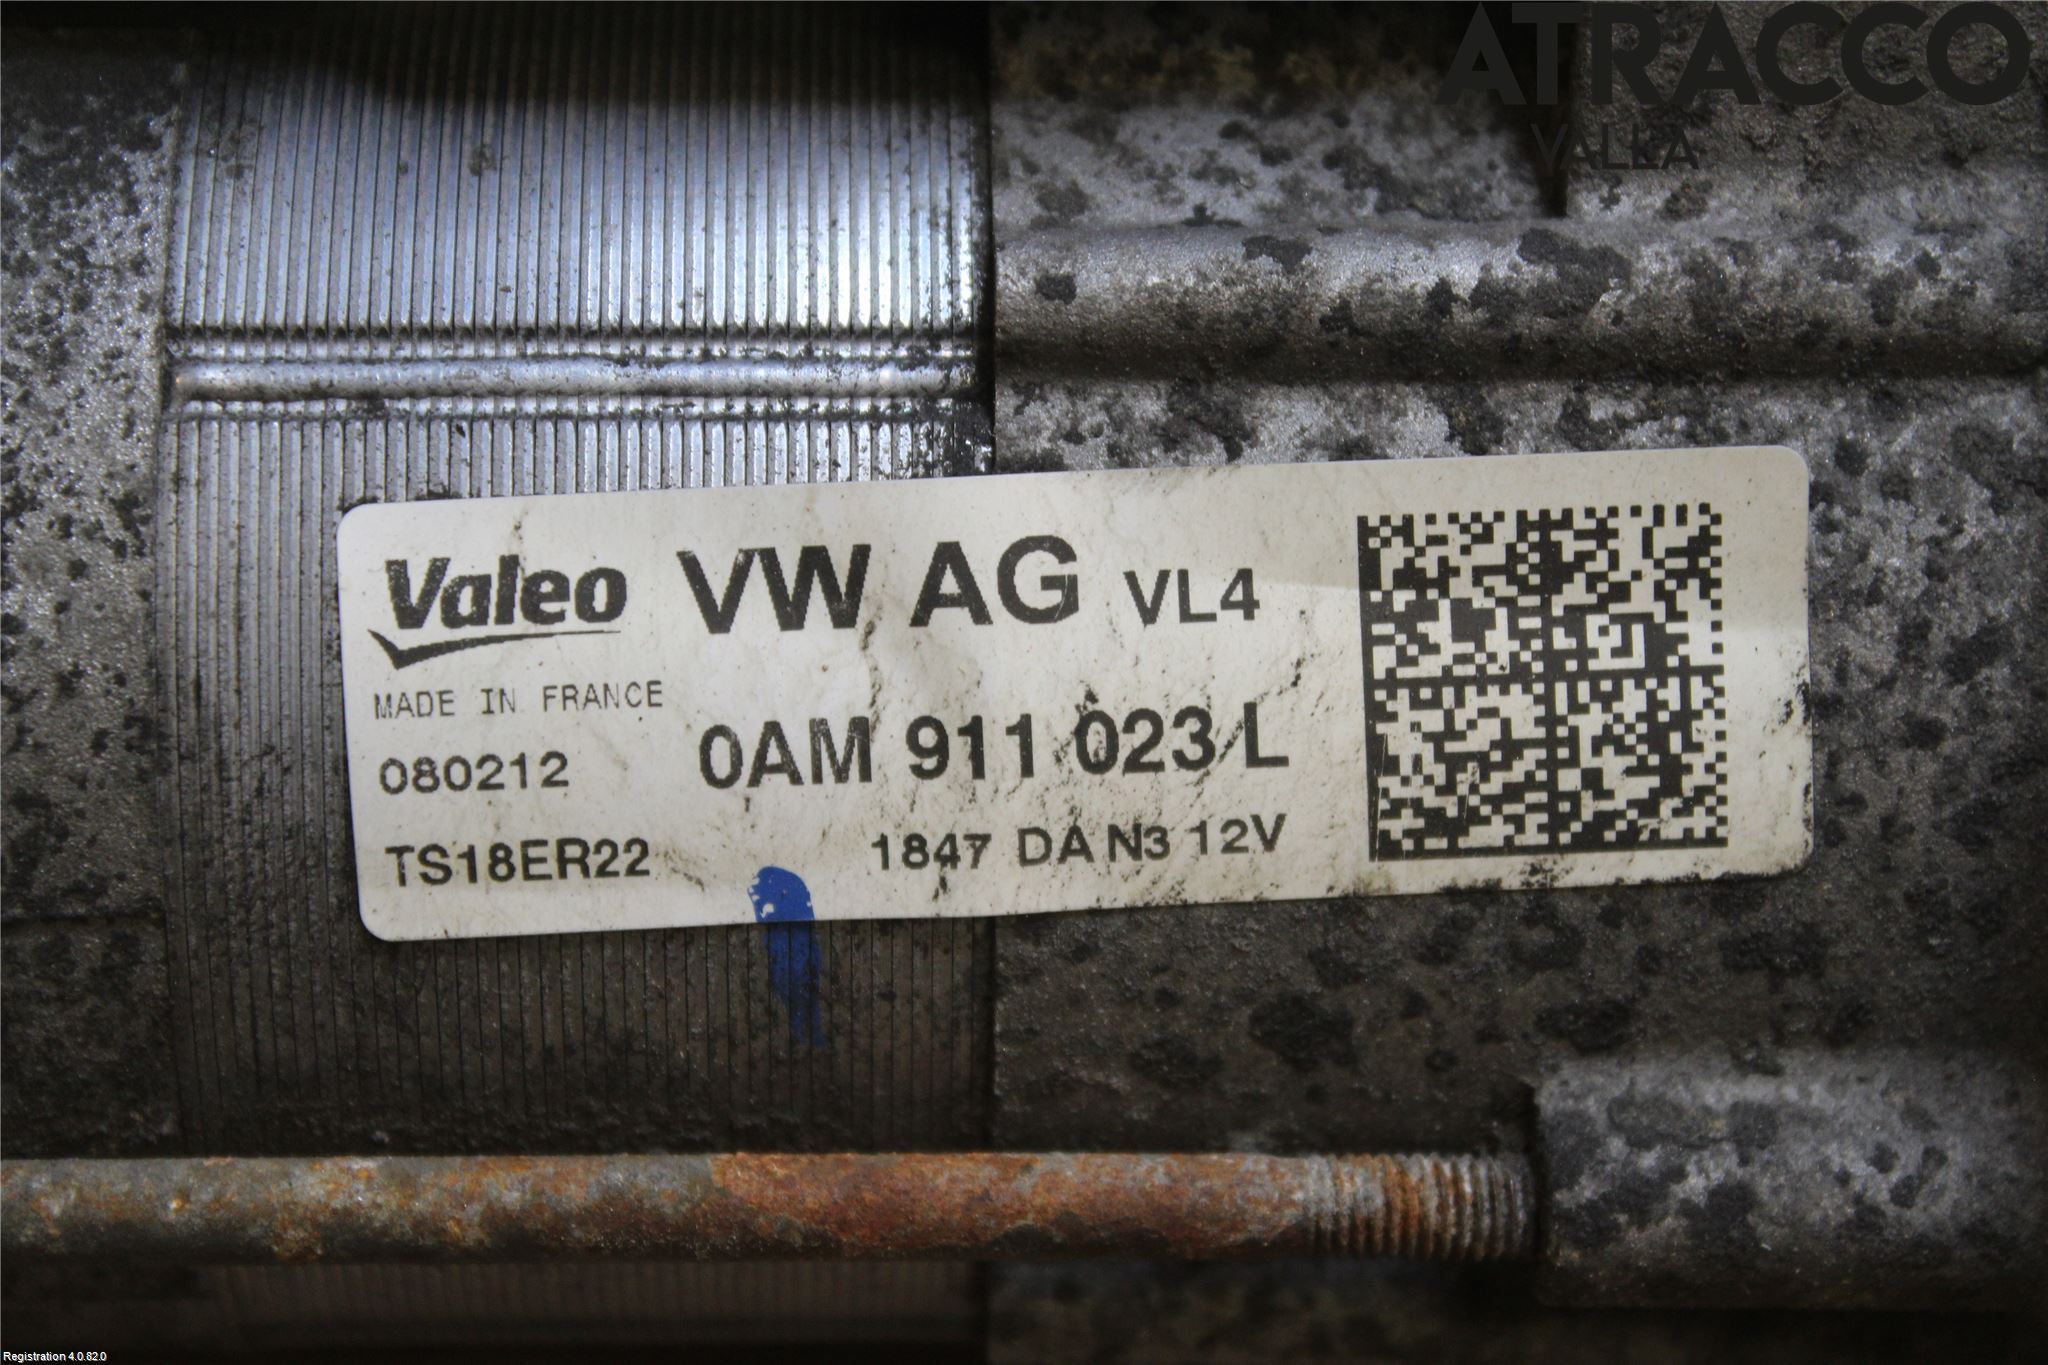 ATRACCO
VALLA
Valeo VW AG VL4
MADE IN FRANCE
0AM 911 023 L
080212
TS18ER22
1847 DA N3 12V
Registration 4.0.82.0